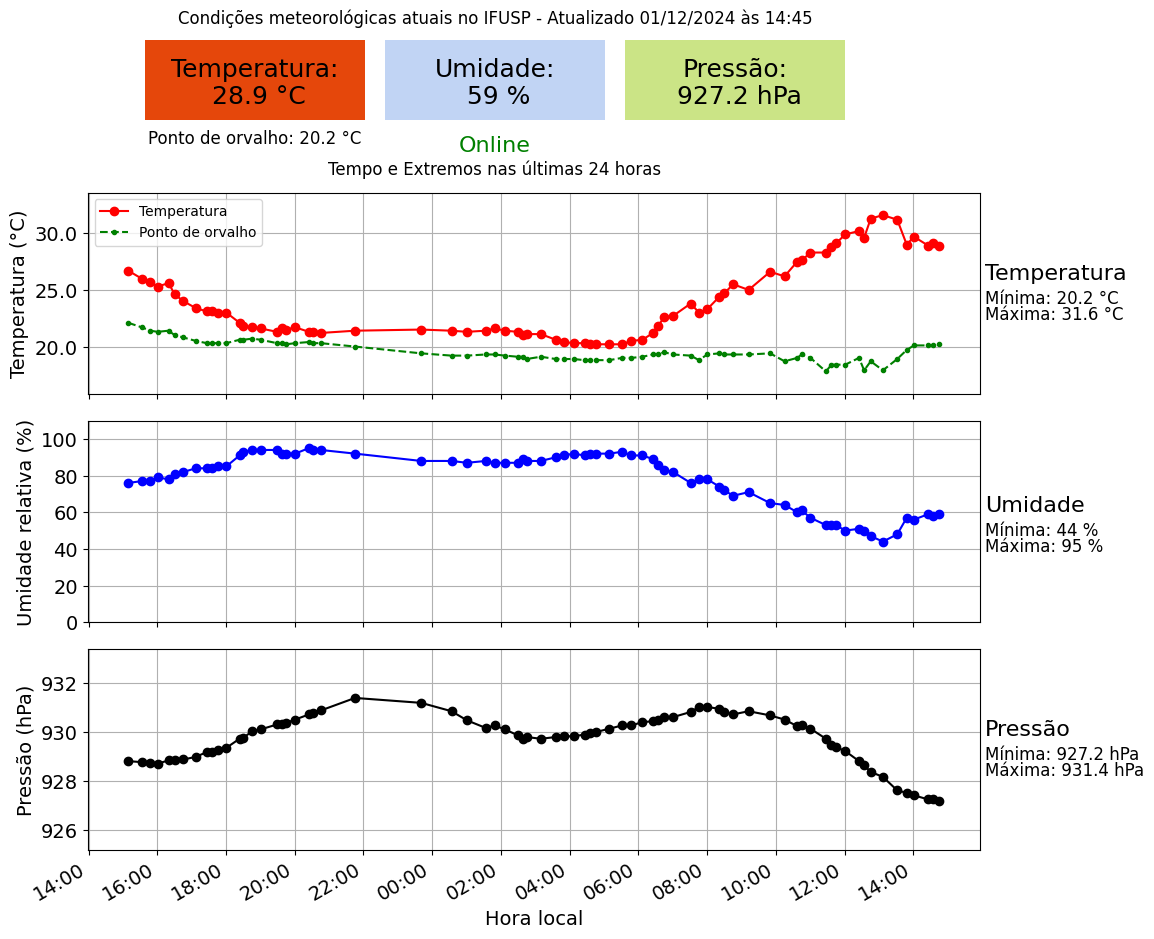 Condições meteorológicas atuais no IFUSP - Atualizado 01/12/2024 às 14:45
Temperatura:
28.9 °C
Umidade:
59 %
Pressão:
927.2 hPa
Ponto de orvalho: 20.2 °C
Online
Tempo e Extremos nas últimas 24 horas
Temperatura (°C)
30.0
25.0
20.0
Temperatura
Ponto de orvalho
Temperatura
Mínima: 20.2 °C
Máxima: 31.6 °C
Umidade relativa (%)
100
80
60
40
20
0
Umidade
Mínima: 44 %
Máxima: 95 %
Pressão (hPa)
932
930
928
926
Pressão
Mínima: 927.2 hPa
Máxima: 931.4 hPa
14:00 16:00 18:00 20:00 22:00 00:00 02:00 04:00 06:00 08:00 10:00 12:00 14:00
Hora local